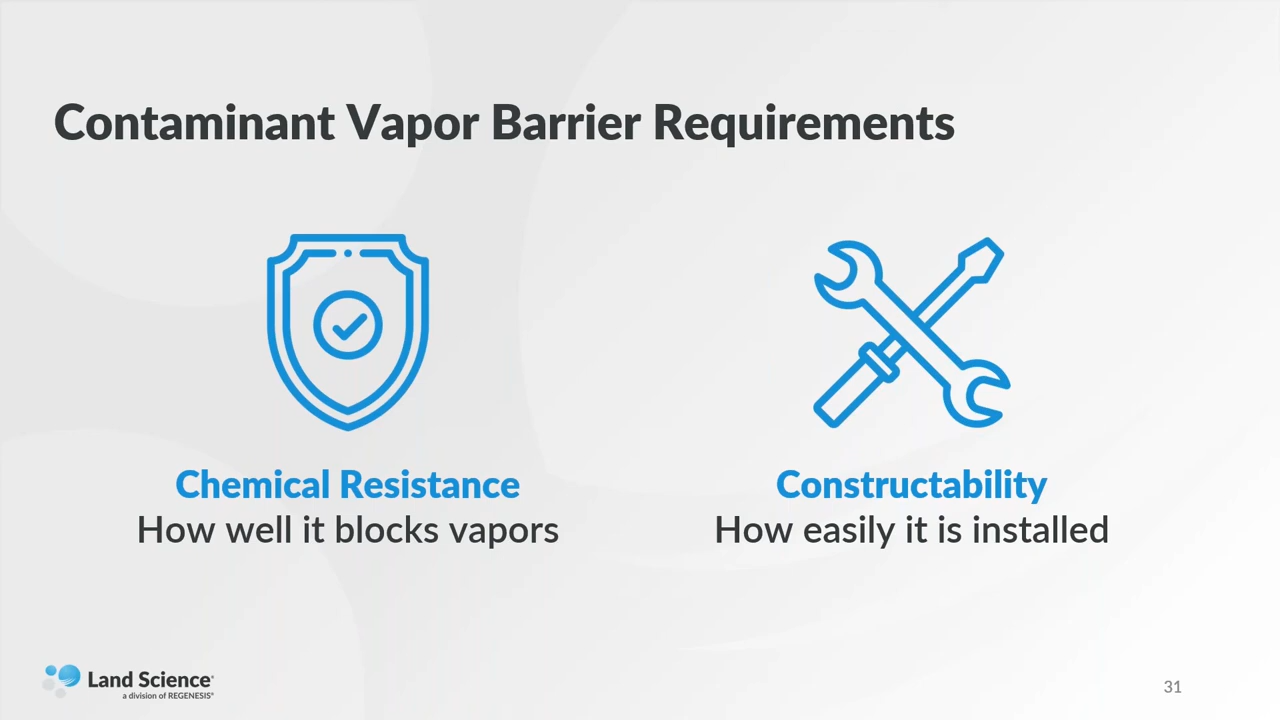 Contaminant Vapor Barrier Requirements
Chemical Resistance
How well it blocks vapors
Constructability
How easily it is installed
Land Science®
a division of REGENESIS®
31